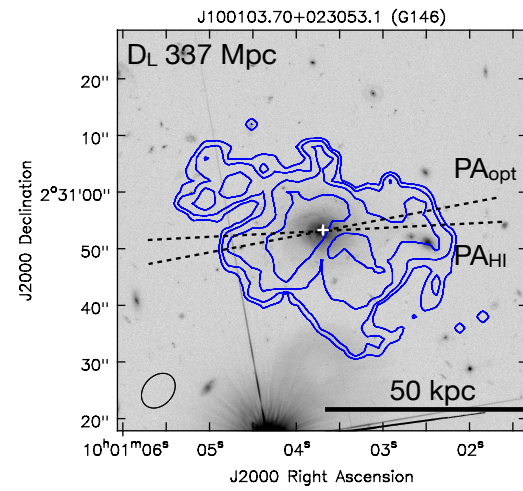 J100103.70+023053.1 (G146)
D_L 337 Mpc
20"
10"
2°31'00"
50"
40"
30"
20"
J2000 Declination
PA_opt
PA_HI
50 kpc
10ʰ01ᵐ06ˢ 05ˢ 04ˢ 03ˢ 02ˢ
J2000 Right Ascension